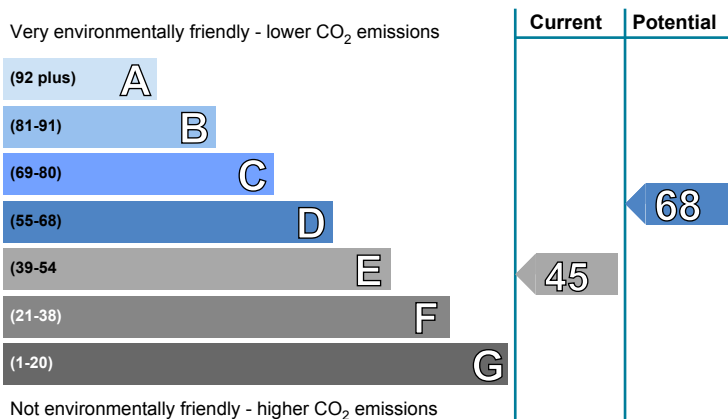 Current Potential
Very environmentally friendly - lower CO2 emissions
(92 plus) A
(81-91) B
(69-80) C
(55-68) D
68
(39-54 E
45
(21-38) F
(1-20) G
Not environmentally friendly - higher CO2 emissions